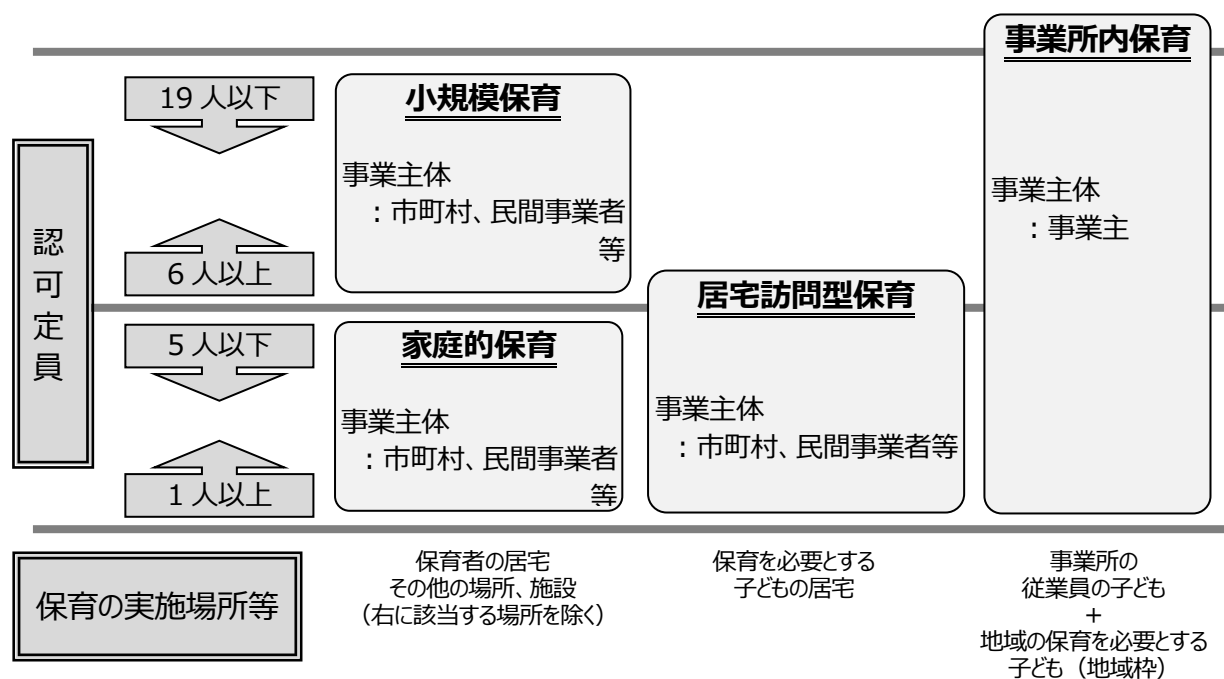 事業所内保育
事業主体
：事業主
19 人以下
小規模保育
事業主体
：市町村、民間事業者
等
認可定員
6 人以上
居宅訪問型保育
事業主体
：市町村、民間事業者等
5 人以下
家庭的保育
事業主体
：市町村、民間事業者
等
1 人以上
保育の実施場所等
保育者の居宅
その他の場所、施設
（右に該当する場所を除く）
保育を必要とする
子どもの居宅
事業所の
従業員の子ども
+
地域の保育を必要とする
子ども（地域枠）